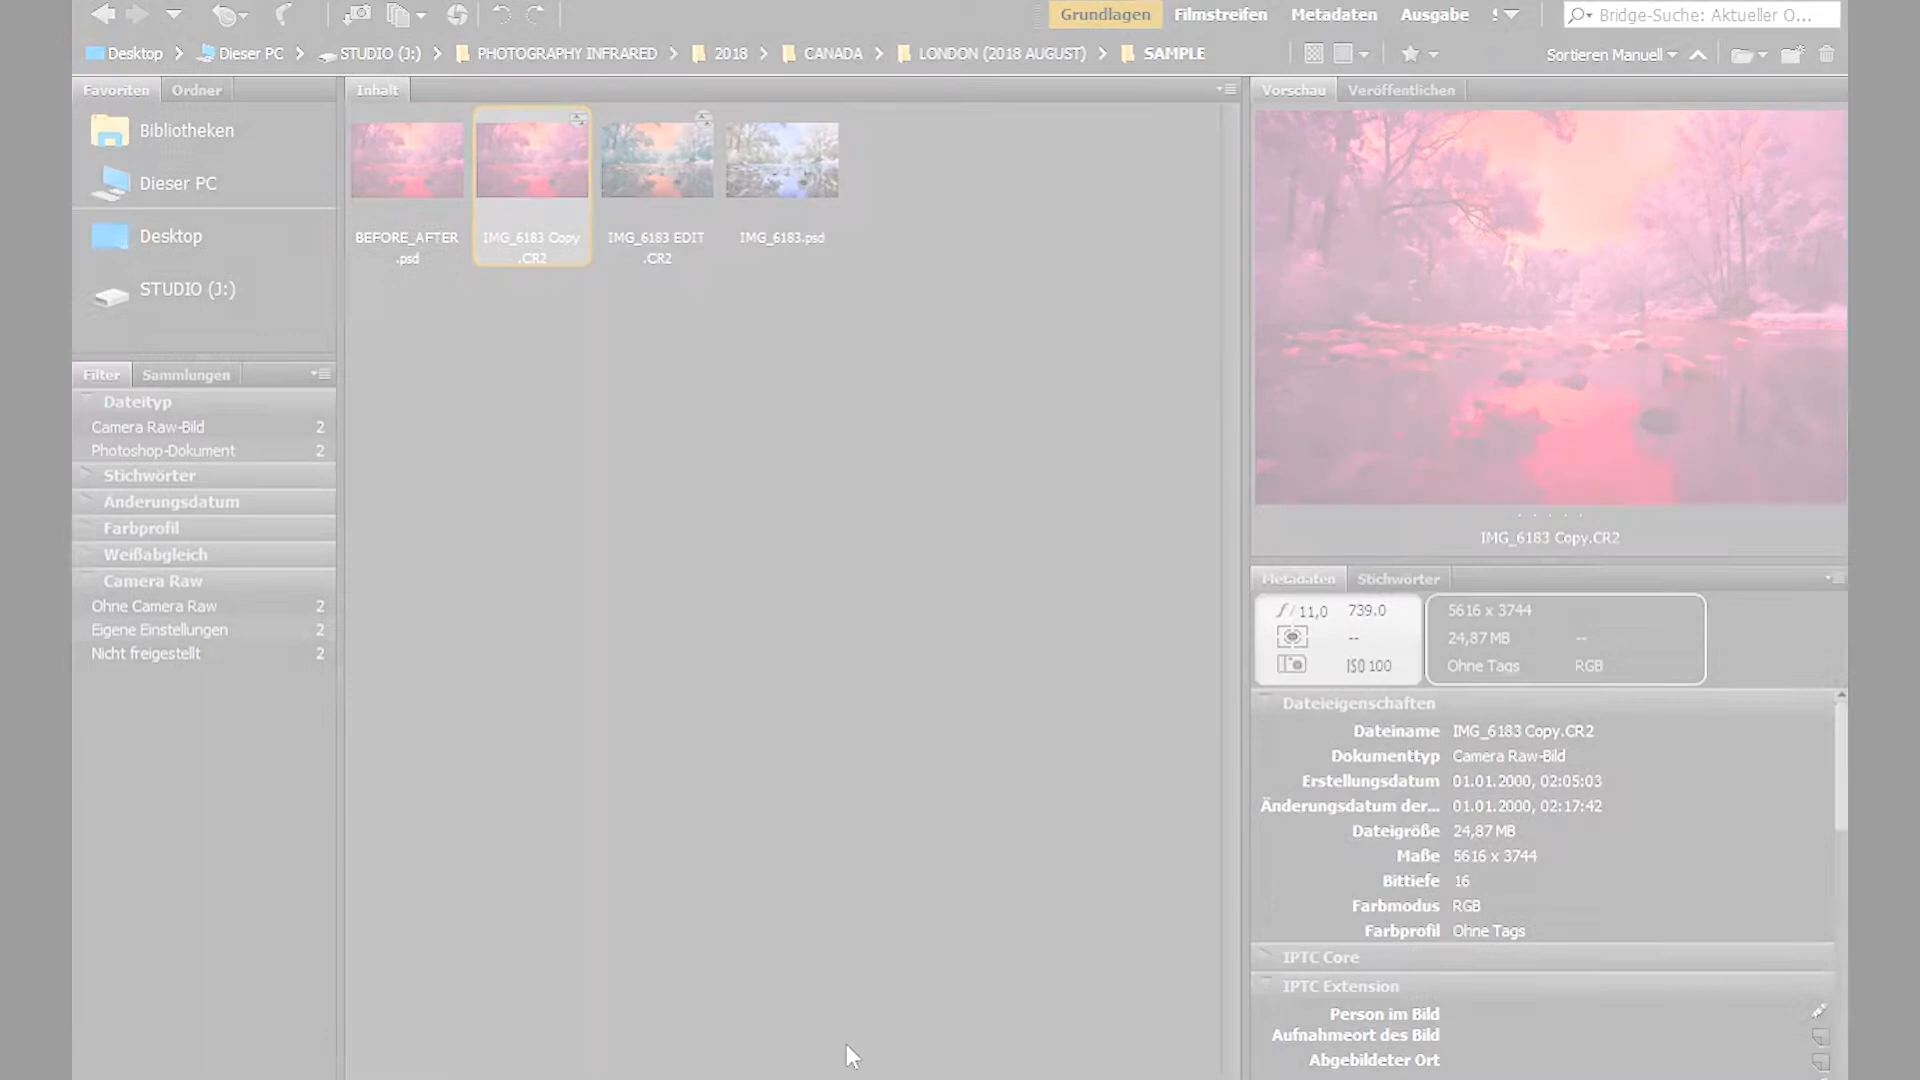 Grundlagen Filmstreifen Metadaten Ausgabe
Bridge-Suche: Aktueller O...
Desktop Dieser PC STUDIO (J:) PHOTOGRAPHY INFRARED 2018 CANADA LONDON (2018 AUGUST) SAMPLE
Sortieren Manuell
Favoriten Ordner
Bibliotheken
Dieser PC
Desktop
STUDIO (J:)
Filter Sammlungen
Dateityp
Camera Raw-Bild 2
Photoshop-Dokument 2
Stichwörter
Änderungsdatum
Farbprofil
Weißabgleich
Camera Raw
Ohne Camera Raw 2
Eigene Einstellungen 2
Nicht freigestellt 2
Inhalt
BEFORE_AFTER
.psd
IMG_6183 Copy
.CR2
IMG_6183 EDIT
.CR2
IMG_6183.psd
Vorschau Veröffentlichen
IMG_6183 Copy.CR2
Metadaten Stichwörter
f/ 11,0 739.0
--
ISO 100
5616 x 3744
24,87 MB --
Ohne Tags RGB
Dateieigenschaften
Dateiname IMG_6183 Copy.CR2
Dokumenttyp Camera Raw-Bild
Erstellungsdatum 01.01.2000, 02:05:03
Änderungsdatum der... 01.01.2000, 02:17:42
Dateigröße 24,87 MB
Maße 5616 x 3744
Bittiefe 16
Farbmodus RGB
Farbprofil Ohne Tags
IPTC Core
IPTC Extension
Person im Bild
Aufnahmeort des Bild
Abgebildeter Ort